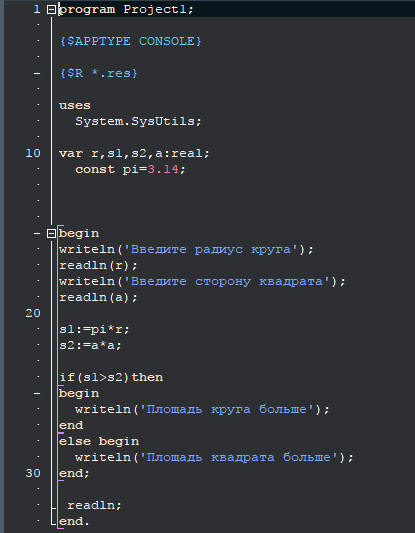 1 program Project1;
{$APPTYPE CONSOLE}
{$R *.res}
uses
System.SysUtils;
10 var r,s1,s2,a:real;
const pi=3.14;
begin
writeln('Введите радиус круга');
readln(r);
writeln('Введите сторону квадрата');
readln(a);
20
s1:=pi*r;
s2:=a*a;
if(s1>s2)then
begin
writeln('Площадь круга больше');
end
else begin
writeln('Площадь квадрата больше');
30 end;
readln;
end.